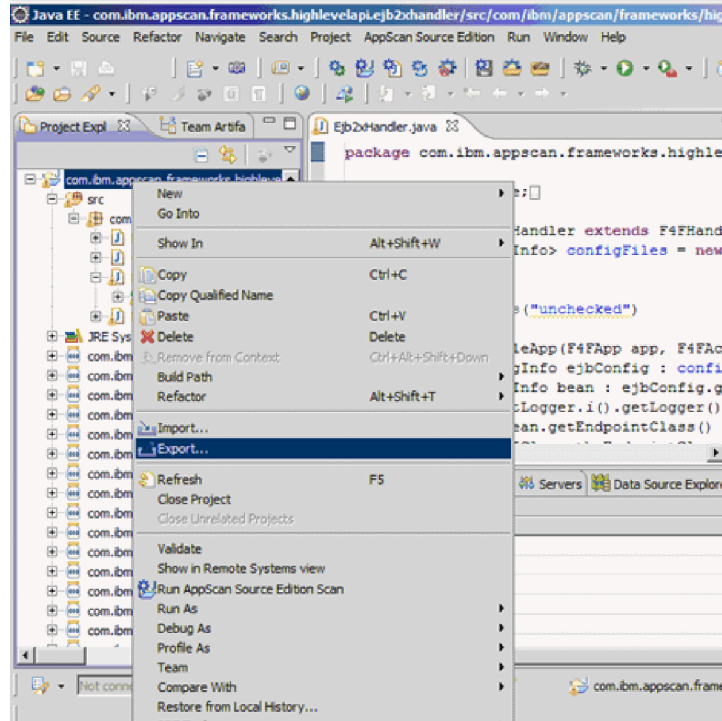 Java EE - com.ibm.appscan.frameworks.highlevelapi.ejb2xhandler/src/com/ibm/appscan/frameworks/hig
File Edit Source Refactor Navigate Search Project AppScan Source Edition Run Window Help
Project Expl Team Artifa
Ejb2xHandler.java
package com.ibm.appscan.frameworks.highle
com.ibm.appscan.frameworks.highleve
src
com
New
Go Into
Handler extends F4FHand
Show In Alt+Shift+W
Info> configFiles = new
Copy Ctrl+C
Copy Qualified Name
Paste Ctrl+V
s("unchecked")
Delete Delete
JRE Sys
Remove from Context Ctrl+Alt+Shift+Down
leApp(F4FApp app, F4FAc
com.ibm
Build Path
gInfo ejbConfig : confi
com.ibm
Refactor Alt+Shift+T
Info bean : ejbConfig.g
com.ibm
tLogger.i().getLogger()
com.ibm
Import...
ean.getEndpointClass()
com.ibm
Export...
com.ibm
Refresh F5
Servers Data Source Explore
com.ibm
Close Project
com.ibm
Close Unrelated Projects
com.ibm
Validate
com.ibm
Show in Remote Systems view
com.ibm
Run AppScan Source Edition Scan
com.ibm
Run As
com.ibm
Debug As
com.ibm
Profile As
com.ibm
Team
Not conne
Compare With
com.ibm.appscan.frame
Restore from Local History...